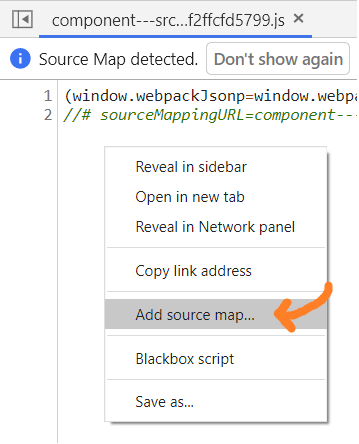 component---src...f2ffcfd5799.js ×
Source Map detected. Don't show again
1 (window.webpackJsonp=window.webpa
2 //# sourceMappingURL=component---
Reveal in sidebar
Open in new tab
Reveal in Network panel
Copy link address
Add source map...
Blackbox script
Save as...